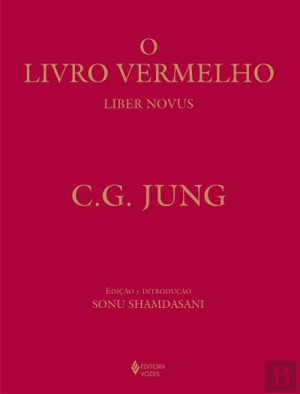 O
LIVRO VERMELHO
LIBER NOVUS
C.G. JUNG
EDIÇÃO E INTRODUÇÃO
SONU SHAMDASANI
EDITORA
VOZES
B